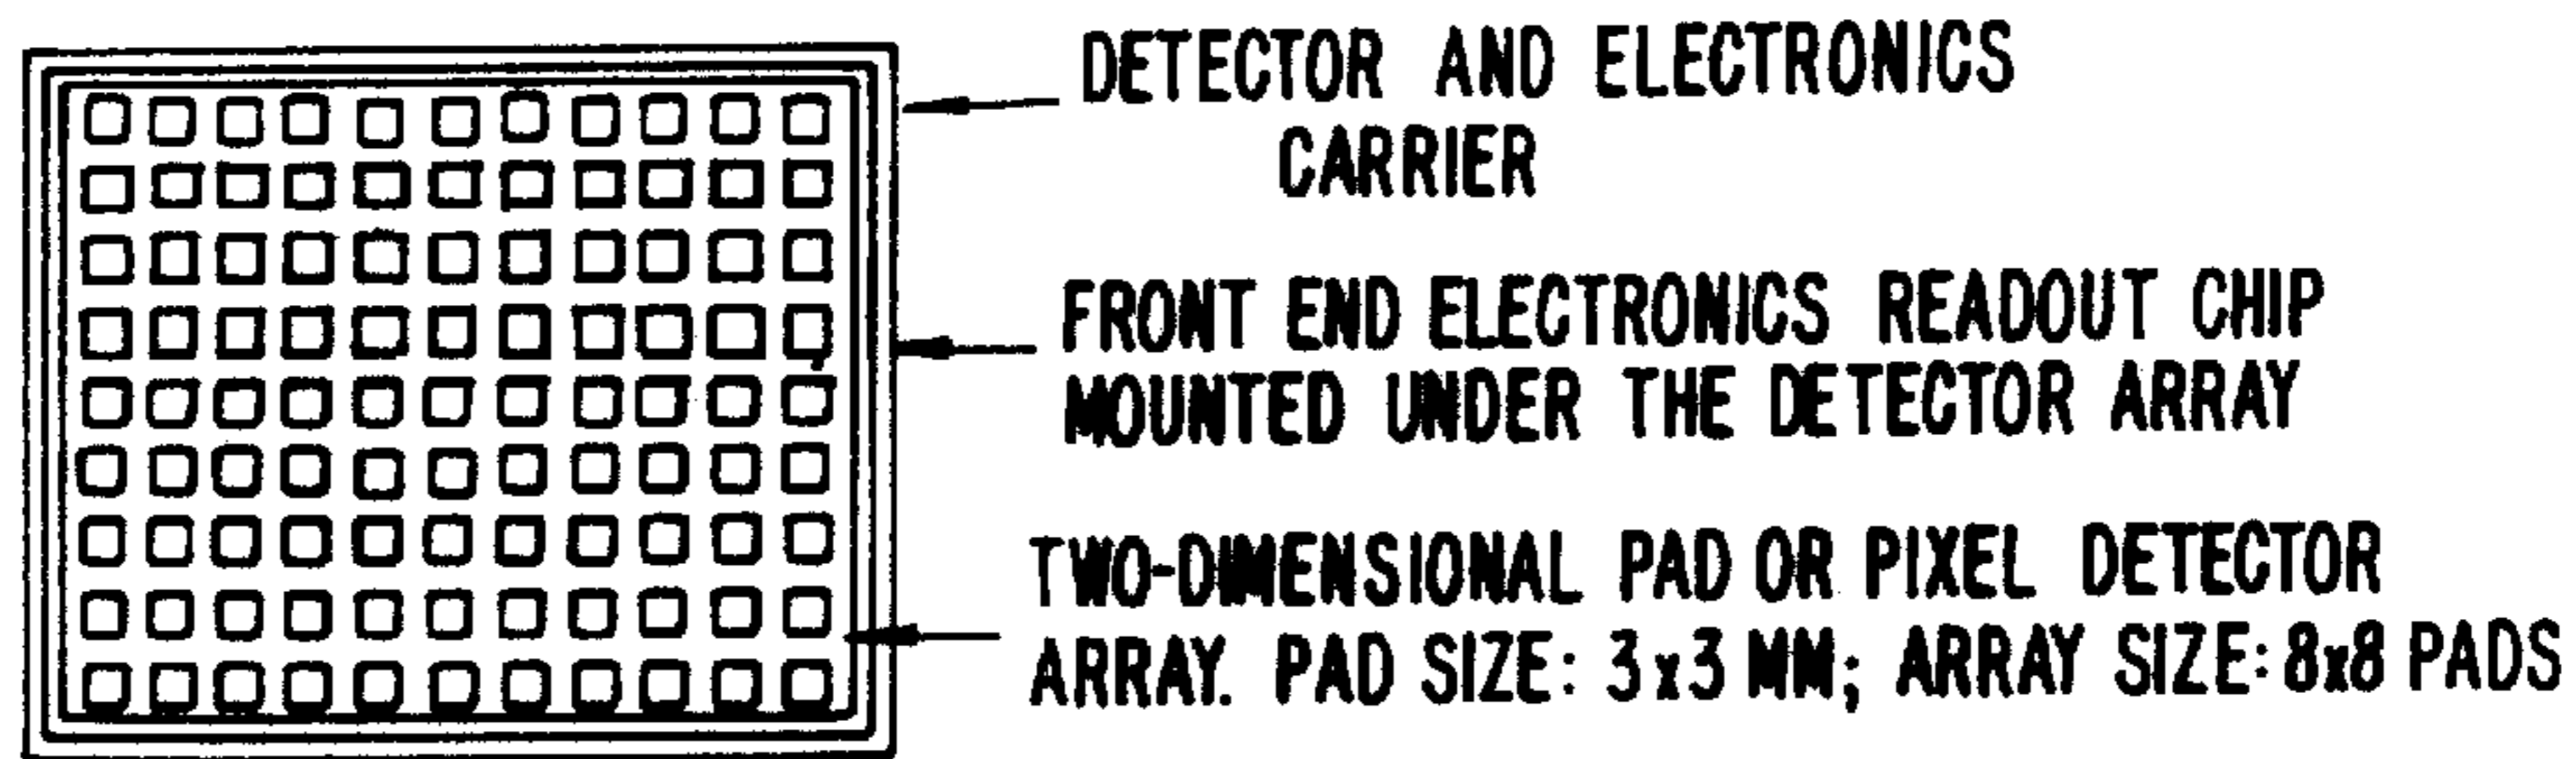 DETECTOR AND ELECTRONICS
CARRIER
FRONT END ELECTRONICS READOUT CHIP
MOUNTED UNDER THE DETECTOR ARRAY
TWO-DIMENSIONAL PAD OR PIXEL DETECTOR
ARRAY. PAD SIZE: 3x3 MM; ARRAY SIZE: 8x8 PADS